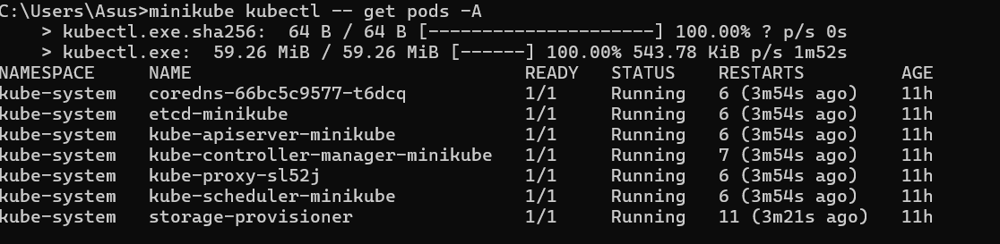 C:\Users\Asus>minikube kubectl -- get pods -A
    > kubectl.exe.sha256:  64 B / 64 B [---------------------] 100.00% ? p/s 0s
    > kubectl.exe:  59.26 MiB / 59.26 MiB [------] 100.00% 543.78 KiB p/s 1m52s
NAMESPACE     NAME                               READY   STATUS    RESTARTS         AGE
kube-system   coredns-66bc5c9577-t6dcq           1/1     Running   6 (3m54s ago)    11h
kube-system   etcd-minikube                      1/1     Running   6 (3m54s ago)    11h
kube-system   kube-apiserver-minikube            1/1     Running   6 (3m54s ago)    11h
kube-system   kube-controller-manager-minikube   1/1     Running   7 (3m54s ago)    11h
kube-system   kube-proxy-sl52j                   1/1     Running   6 (3m54s ago)    11h
kube-system   kube-scheduler-minikube            1/1     Running   6 (3m54s ago)    11h
kube-system   storage-provisioner                1/1     Running   11 (3m21s ago)   11h